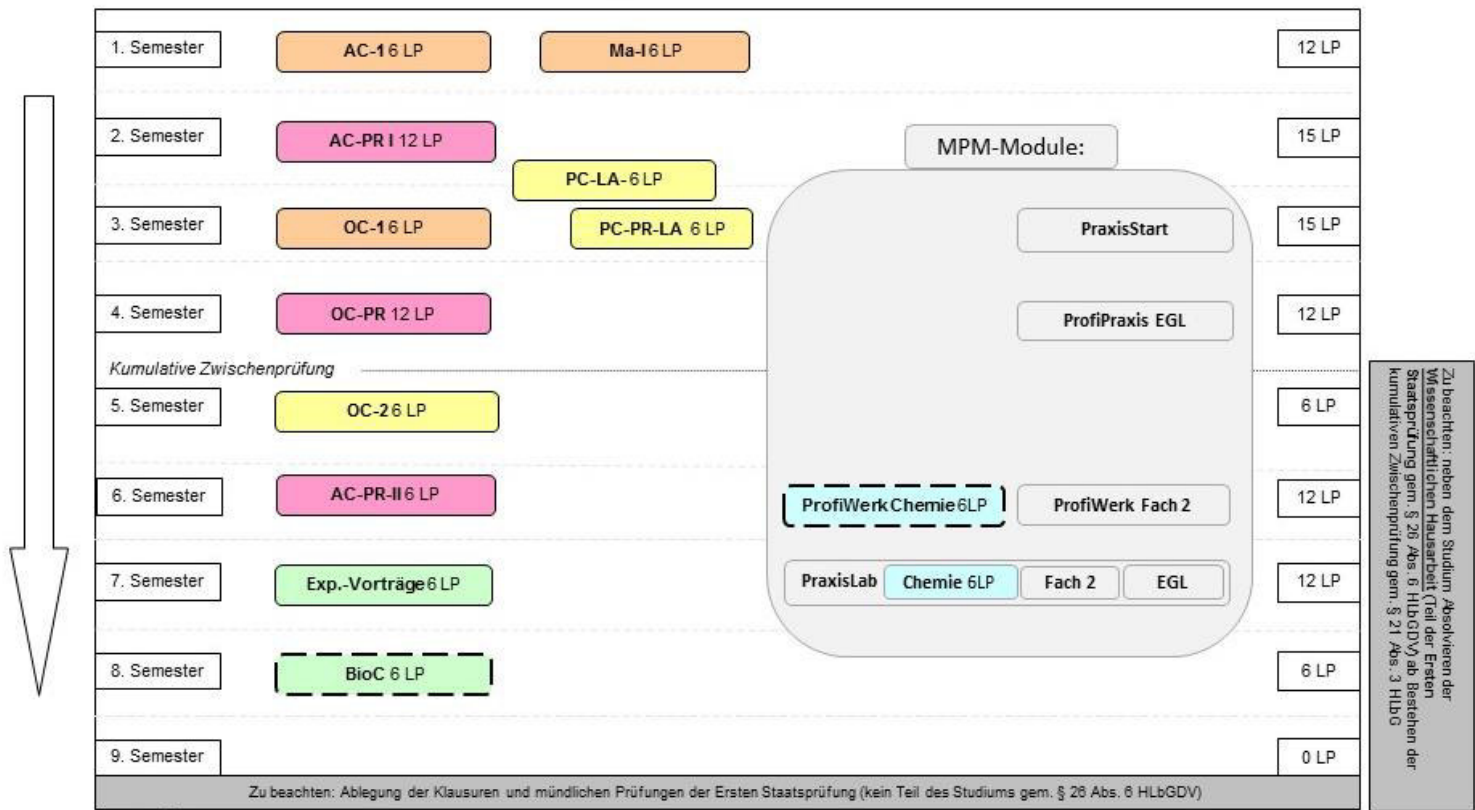 1. Semester
AC-1 6 LP
Ma-I 6 LP
12 LP
2. Semester
AC-PR I 12 LP
15 LP
MPM-Module:
PC-LA- 6 LP
3. Semester
OC-1 6 LP
PC-PR-LA 6 LP
PraxisStart
15 LP
4. Semester
OC-PR 12 LP
ProfiPraxis EGL
12 LP
Kumulative Zwischenprüfung
5. Semester
OC-2 6 LP
6 LP
6. Semester
AC-PR-II 6 LP
ProfiWerk Chemie 6LP
ProfiWerk Fach 2
12 LP
7. Semester
Exp.-Vorträge 6 LP
PraxisLab
Chemie 6LP
Fach 2
EGL
12 LP
8. Semester
BioC 6 LP
6 LP
9. Semester
0 LP
Zu beachten: Ablegung der Klausuren und mündlichen Prüfungen der Ersten Staatsprüfung (kein Teil des Studiums gem. § 26 Abs. 6 HLbGDV)
Zu beachten: neben dem Studium Absolvieren der
Wissenschaftlichen Hausarbeit (Teil der Ersten
Staatsprüfung gem. § 26 Abs. 6 HLbGDV) ab Bestehen der
kumulativen Zwischenprüfung gem. § 21 Abs. 3 HLbG